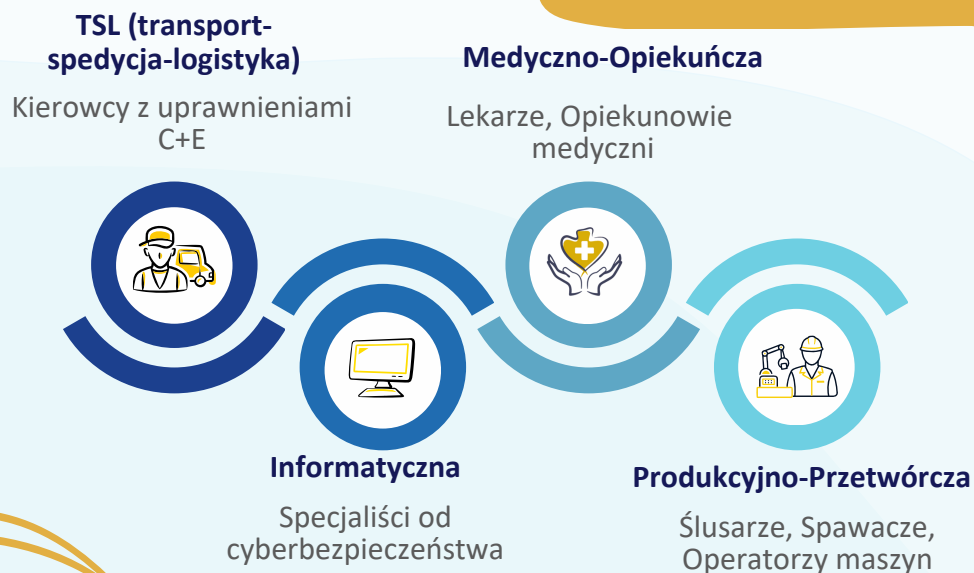 TSL (transport-
spedycja-logistyka)
Kierowcy z uprawnieniami
C+E
Medyczno-Opiekuńcza
Lekarze, Opiekunowie
medyczni
Informatyczna
Specjaliści od
cyberbezpieczeństwa
Produkcyjno-Przetwórcza
Ślusarze, Spawacze,
Operatorzy maszyn